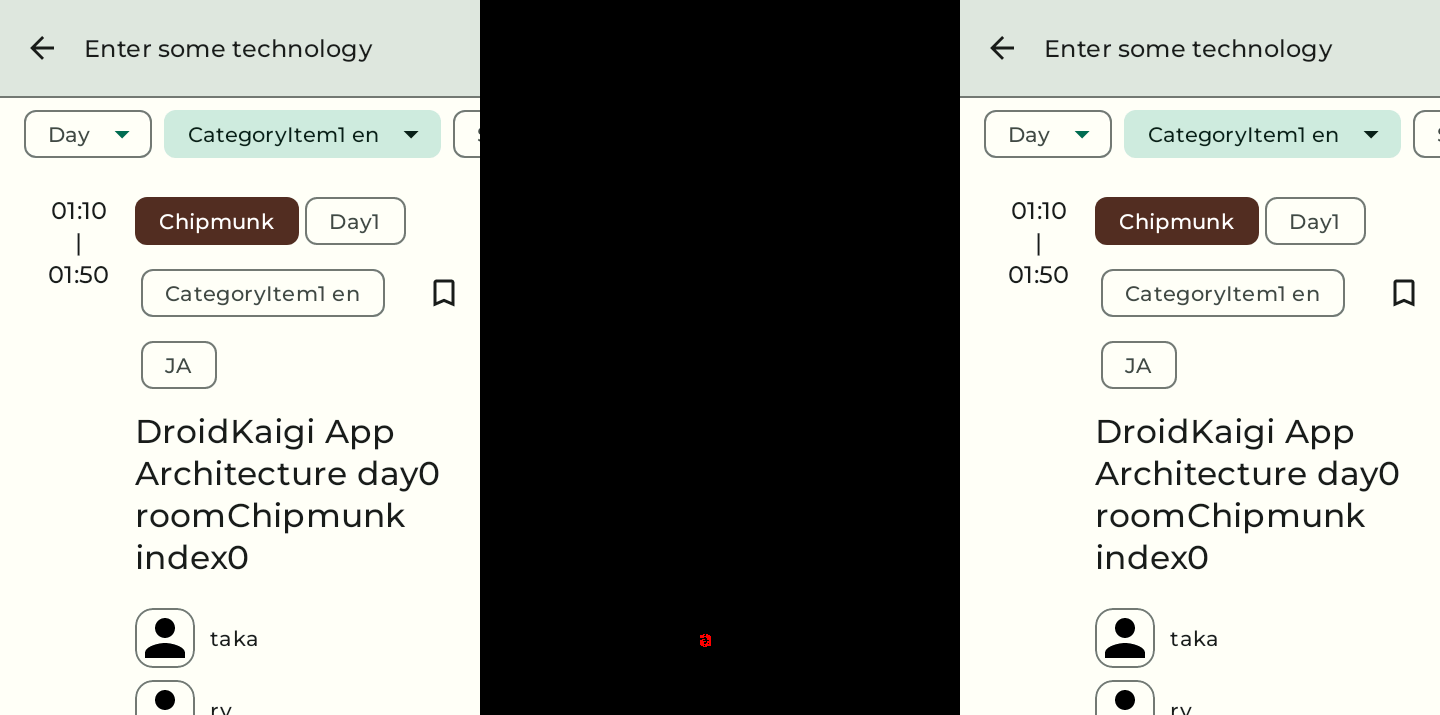 Enter some technology
Day
CategoryItem1 en
01:10
|
01:50
Chipmunk
Day1
CategoryItem1 en
JA
DroidKaigi App
Architecture day0
roomChipmunk
index0
taka
ry
Enter some technology
Day
CategoryItem1 en
01:10
|
01:50
Chipmunk
Day1
CategoryItem1 en
JA
DroidKaigi App
Architecture day0
roomChipmunk
index0
taka
ry